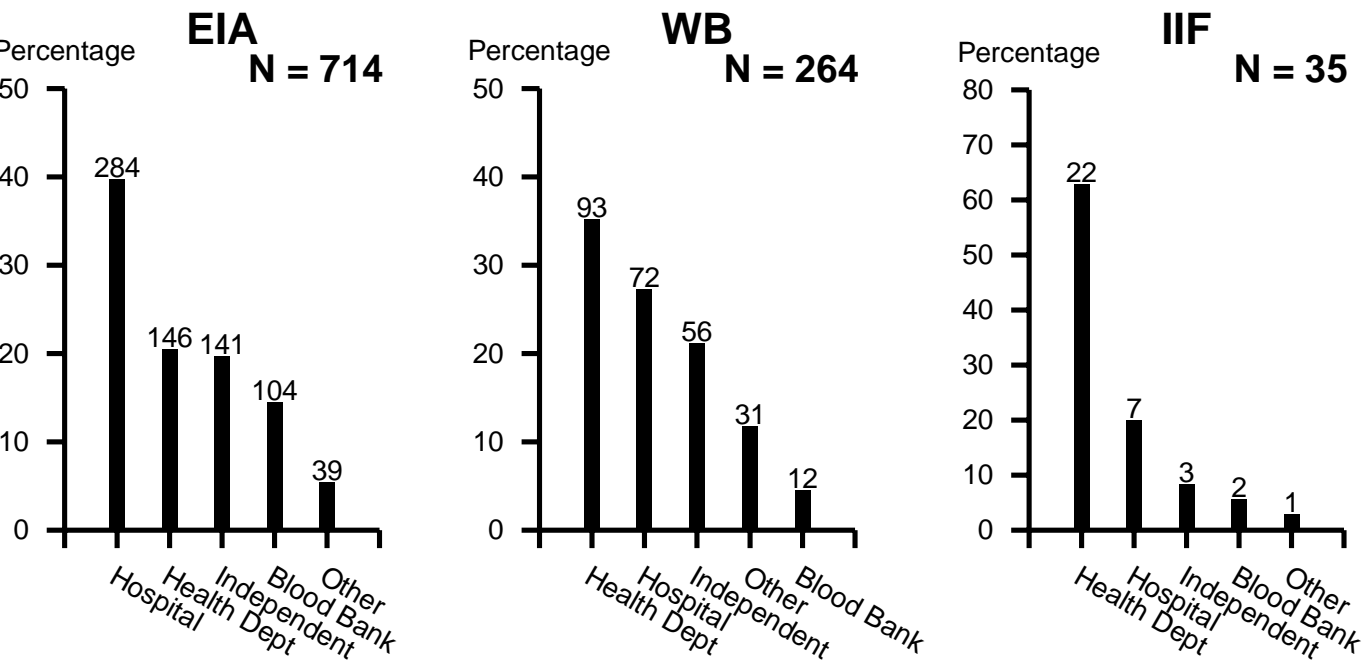 EIA
Percentage
N = 714
50
40
30
20
10
0
284
146
141
104
39
Hospital
Health Dept
Independent
Blood Bank
Other
WB
Percentage
N = 264
50
40
30
20
10
0
93
72
56
31
12
Health Dept
Hospital
Independent
Other
Blood Bank
IIF
Percentage
N = 35
80
70
60
50
40
30
20
10
0
22
7
3
2
1
Health Dept
Hospital
Independent
Blood Bank
Other